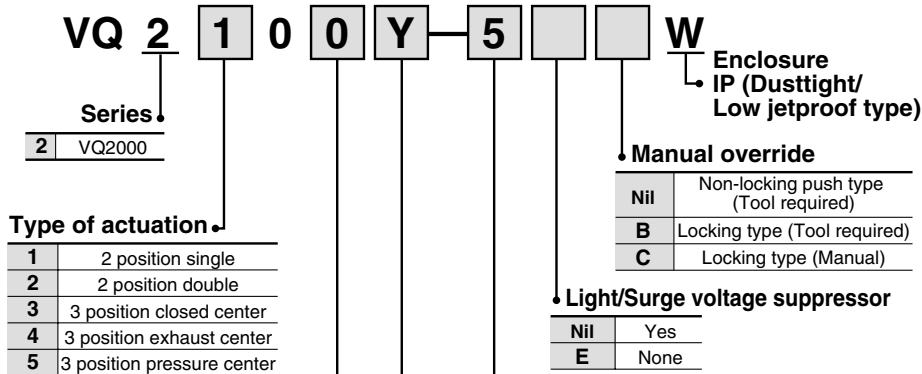 VQ 2 1 0 0 Y – 5 W
Enclosure
IP (Dusttight/
Low jetproof type)
Series
2 VQ2000
Manual override
Nil Non-locking push type
(Tool required)
B Locking type (Tool required)
C Locking type (Manual)
Type of actuation
1 2 position single
2 2 position double
3 3 position closed center
4 3 position exhaust center
5 3 position pressure center
Light/Surge voltage suppressor
Nil Yes
E None